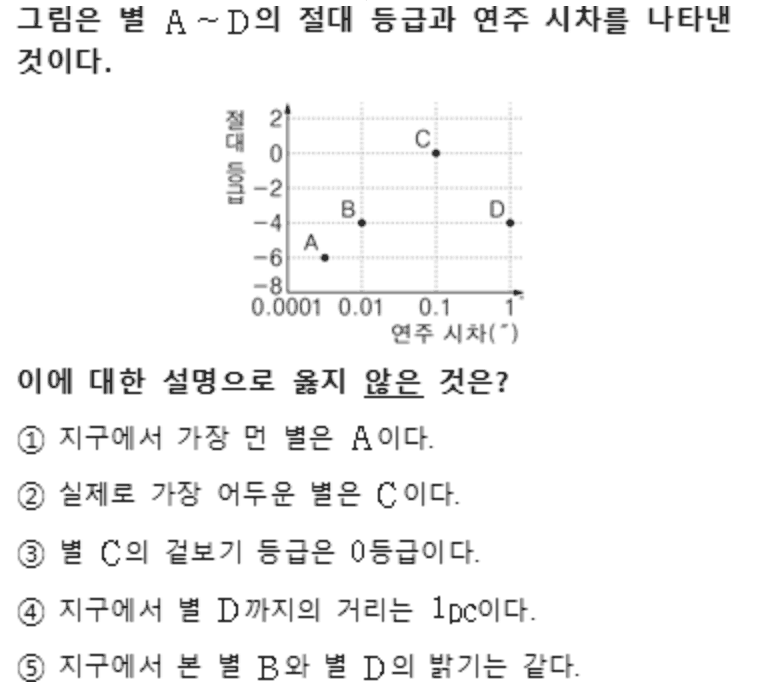 그림은 별 A ~ D의 절대 등급과 연주 시차를 나타낸
것이다.
절대 등급
2
0
-2
-4
-6
-8
A
B
C
D
0.0001 0.01 0.1 1
연주 시차(″)
이에 대한 설명으로 옳지 않은 것은?
① 지구에서 가장 먼 별은 A이다.
② 실제로 가장 어두운 별은 C이다.
③ 별 C의 겉보기 등급은 0등급이다.
④ 지구에서 별 D까지의 거리는 1pc이다.
⑤ 지구에서 본 별 B와 별 D의 밝기는 같다.